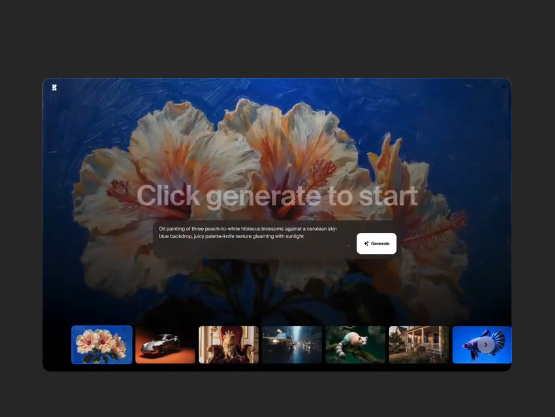 Click generate to start
Oil painting of three peach-to-white hibiscus blossoms against a cerulean sky-
blue backdrop, juicy palette-knife texture gleaming with sunlight
Generate